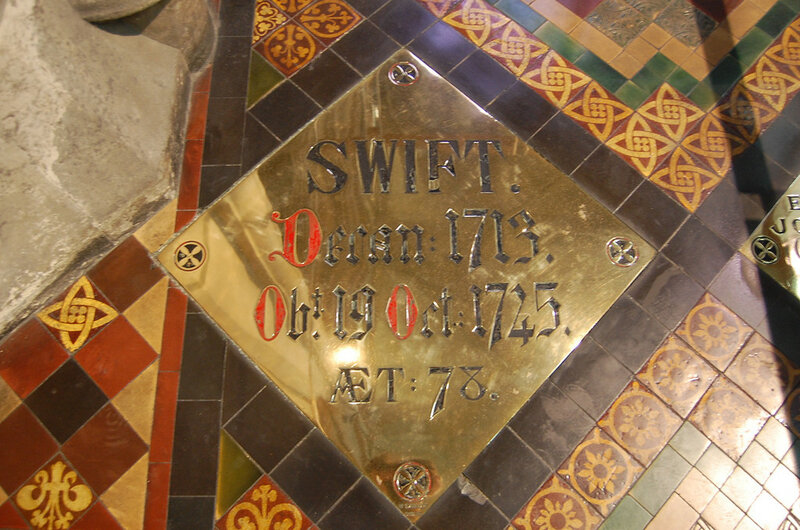 SWIFT.
Decan: 1713.
Obt. 19 Oct: 1745.
ÆT: 78.